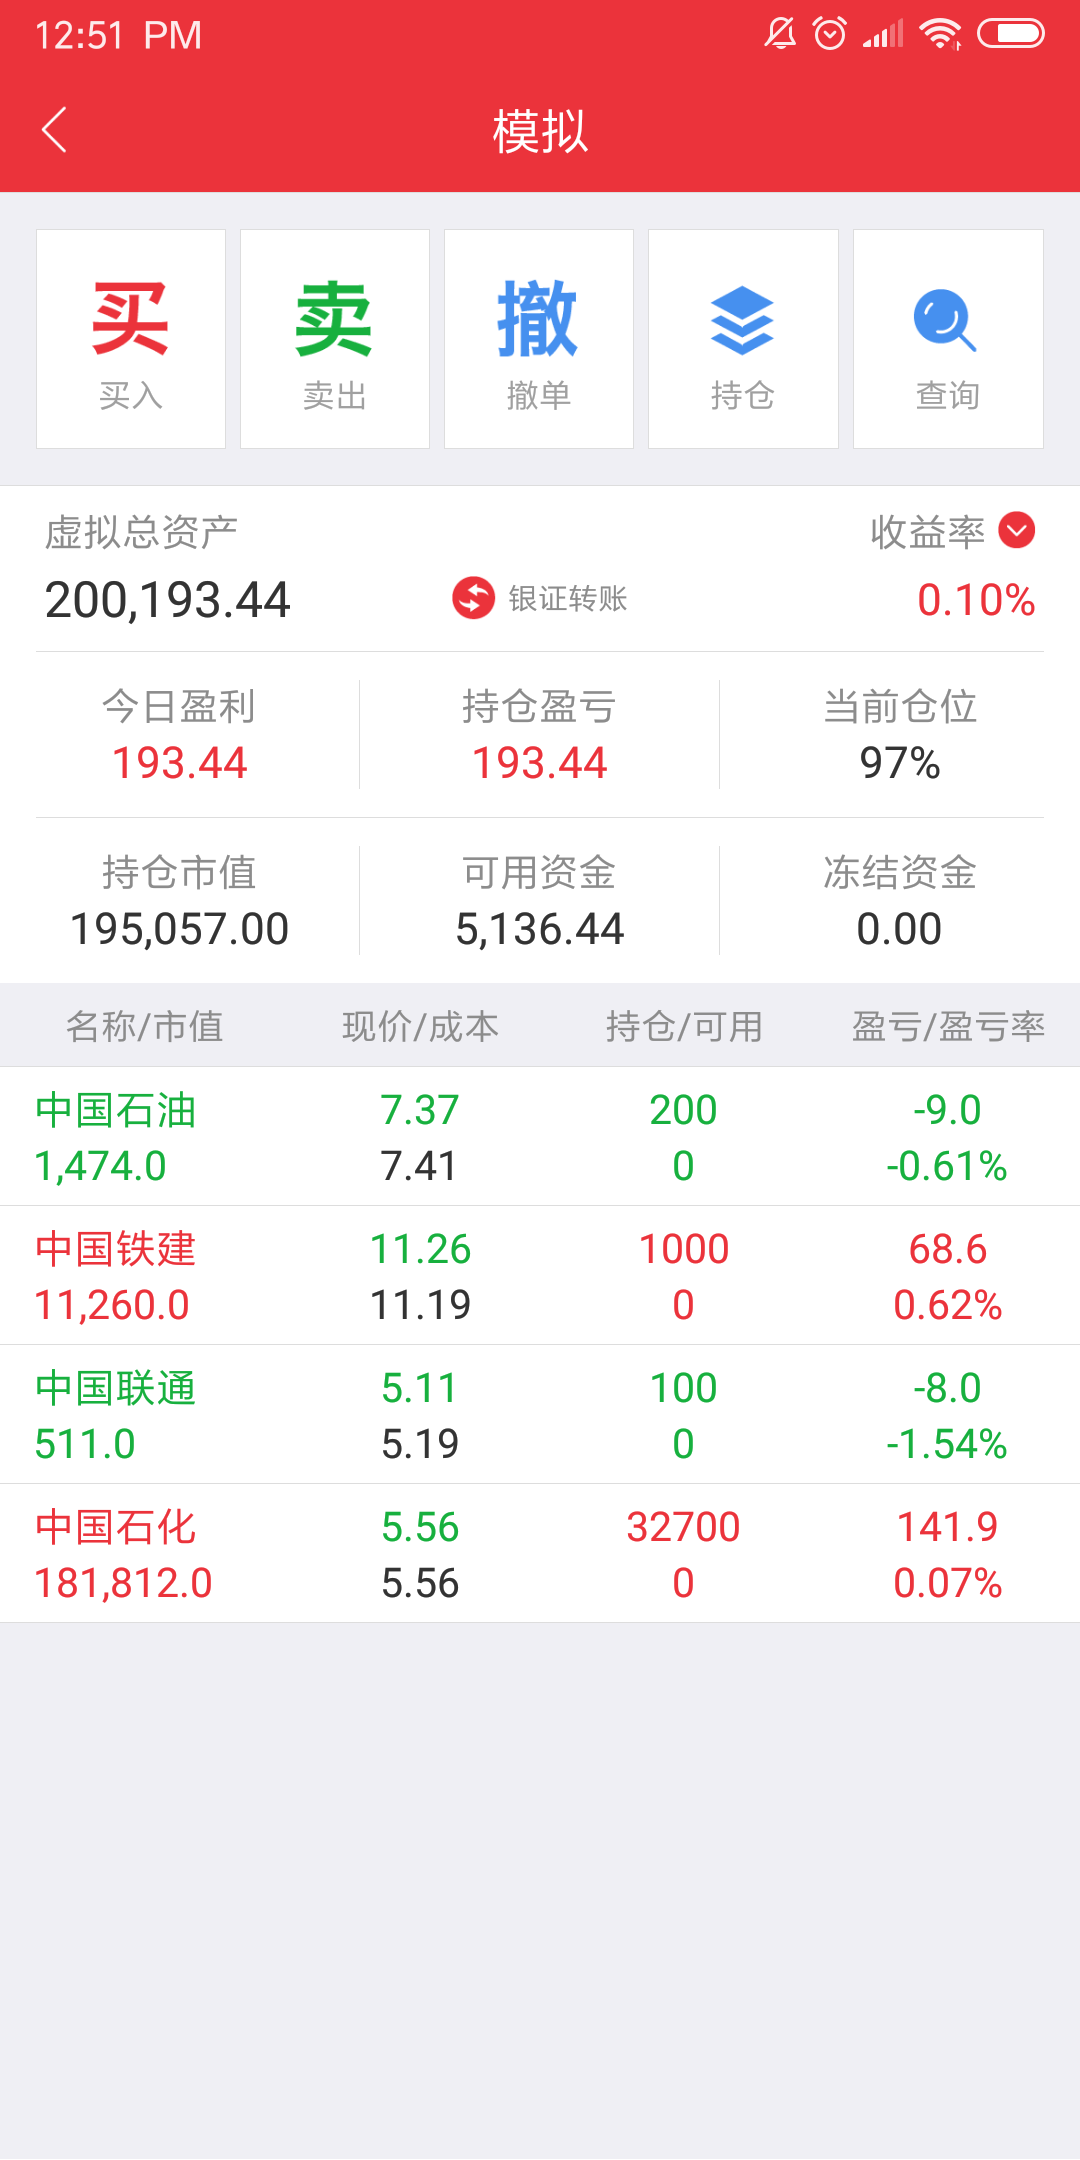 12:51 PM
模拟
买 卖 撤
买入 卖出 撤单 持仓 查询
虚拟总资产 收益率
200,193.44 银证转账 0.10%
今日盈利 持仓盈亏 当前仓位
193.44 193.44 97%
持仓市值 可用资金 冻结资金
195,057.00 5,136.44 0.00
名称/市值 现价/成本 持仓/可用 盈亏/盈亏率
中国石油 7.37 200 -9.0
1,474.0 7.41 0 -0.61%
中国铁建 11.26 1000 68.6
11,260.0 11.19 0 0.62%
中国联通 5.11 100 -8.0
511.0 5.19 0 -1.54%
中国石化 5.56 32700 141.9
181,812.0 5.56 0 0.07%